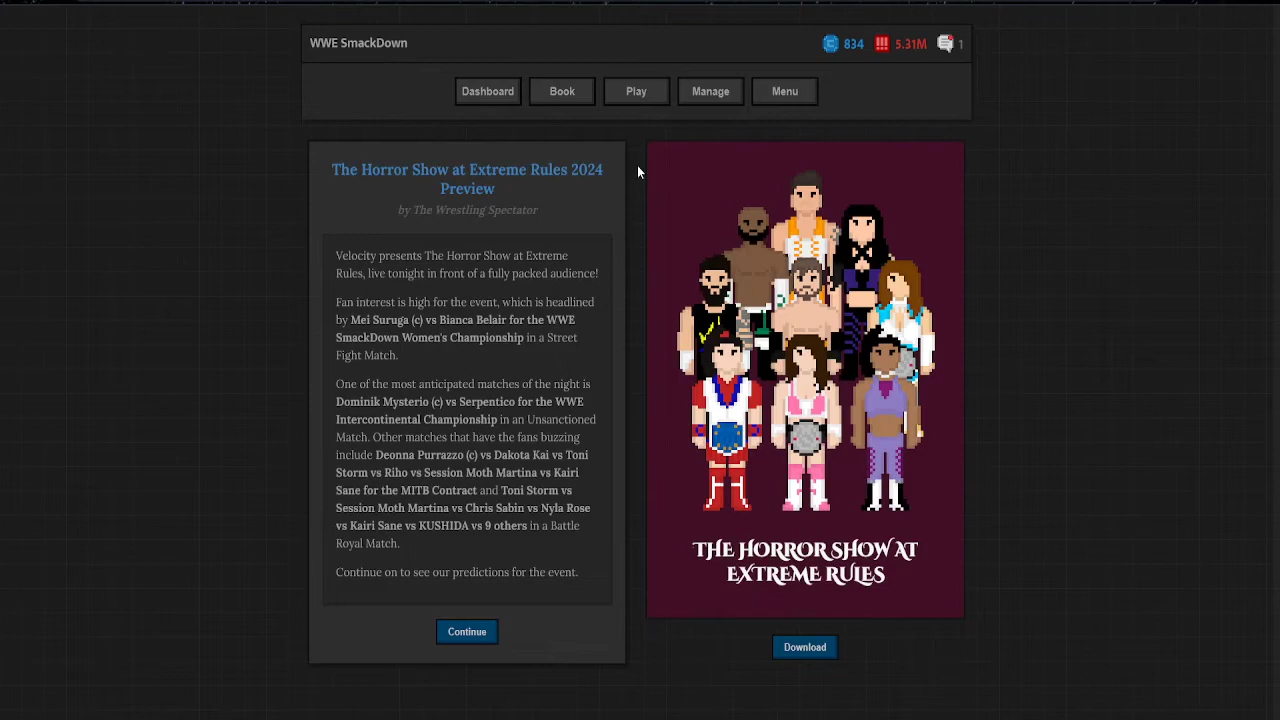 WWE SmackDown
834
5.31M
1
Dashboard
Book
Play
Manage
Menu
The Horror Show at Extreme Rules 2024
Preview
by The Wrestling Spectator
Velocity presents The Horror Show at Extreme
Rules, live tonight in front of a fully packed audience!
Fan interest is high for the event, which is headlined
by Mei Suruga (c) vs Bianca Belair for the WWE
SmackDown Women's Championship in a Street
Fight Match.
One of the most anticipated matches of the night is
Dominik Mysterio (c) vs Serpentico for the WWE
Intercontinental Championship in an Unsanctioned
Match. Other matches that have the fans buzzing
include Deonna Purrazzo (c) vs Dakota Kai vs Toni
Storm vs Riho vs Session Moth Martina vs Kairi
Sane for the MITB Contract and Toni Storm vs
Session Moth Martina vs Chris Sabin vs Nyla Rose
vs Kairi Sane vs KUSHIDA vs 9 others in a Battle
Royal Match.
Continue on to see our predictions for the event.
Continue
THE HORROR SHOW AT
EXTREME RULES
Download